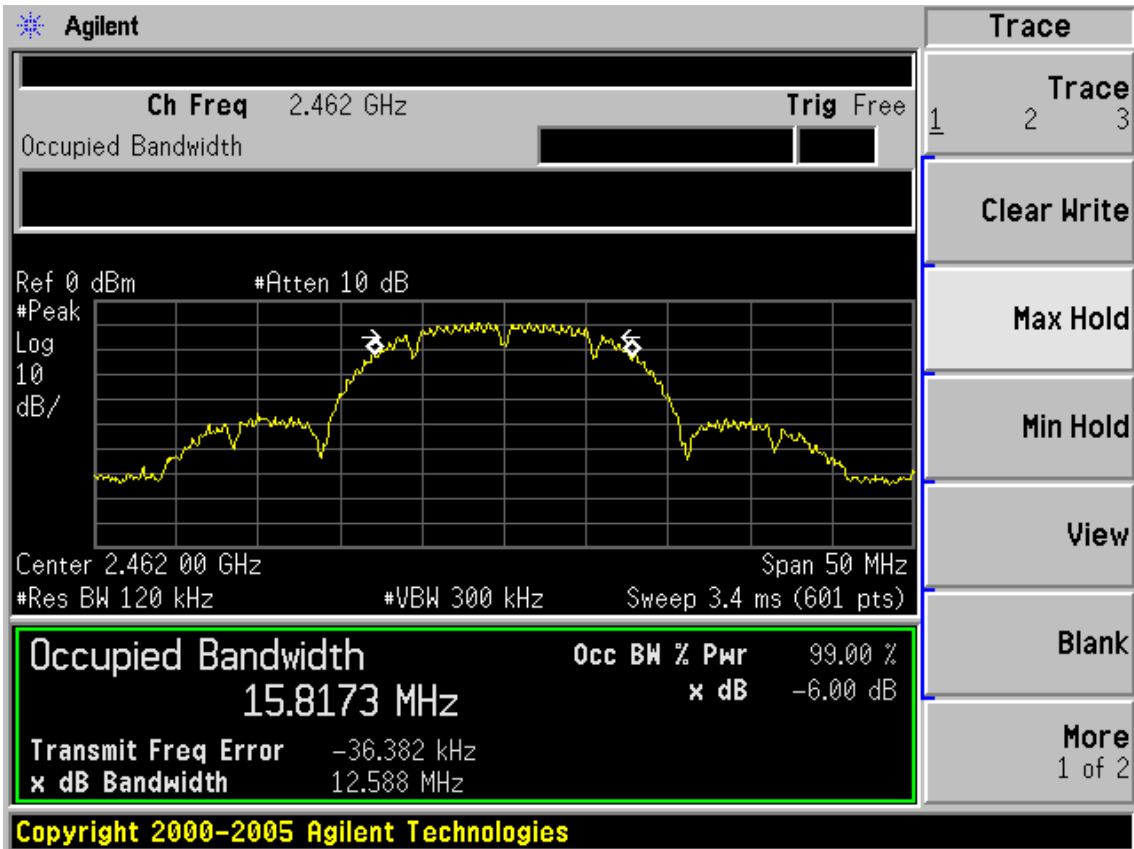 Agilent
Trace
Ch Freq 2.462 GHz Trig Free
Occupied Bandwidth
Trace
1 2 3
Clear Write
Max Hold
Min Hold
View
Blank
More
1 of 2
Ref 0 dBm #Atten 10 dB
#Peak
Log
10
dB/
Center 2.462 00 GHz Span 50 MHz
#Res BW 120 kHz #VBW 300 kHz Sweep 3.4 ms (601 pts)
Occupied Bandwidth
15.8173 MHz
Occ BW % Pwr 99.00 %
x dB -6.00 dB
Transmit Freq Error -36.382 kHz
x dB Bandwidth 12.588 MHz
Copyright 2000-2005 Agilent Technologies